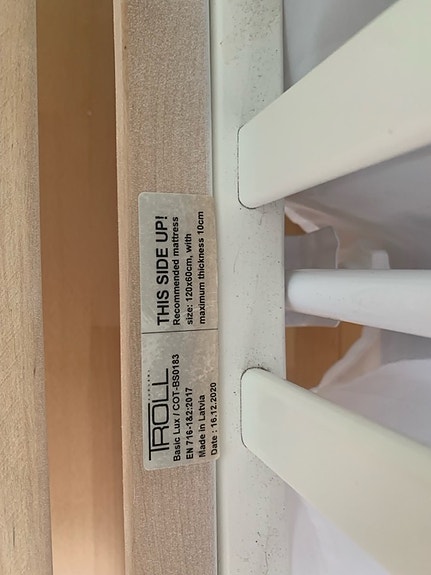 TROLL
Basic Lux / COT-BS0183
EN 716-1&2:2017
Made in Latvia
Date : 16.12.2020
THIS SIDE UP!
Recommended mattress
size: 120x60cm, with
maximum thickness 10cm